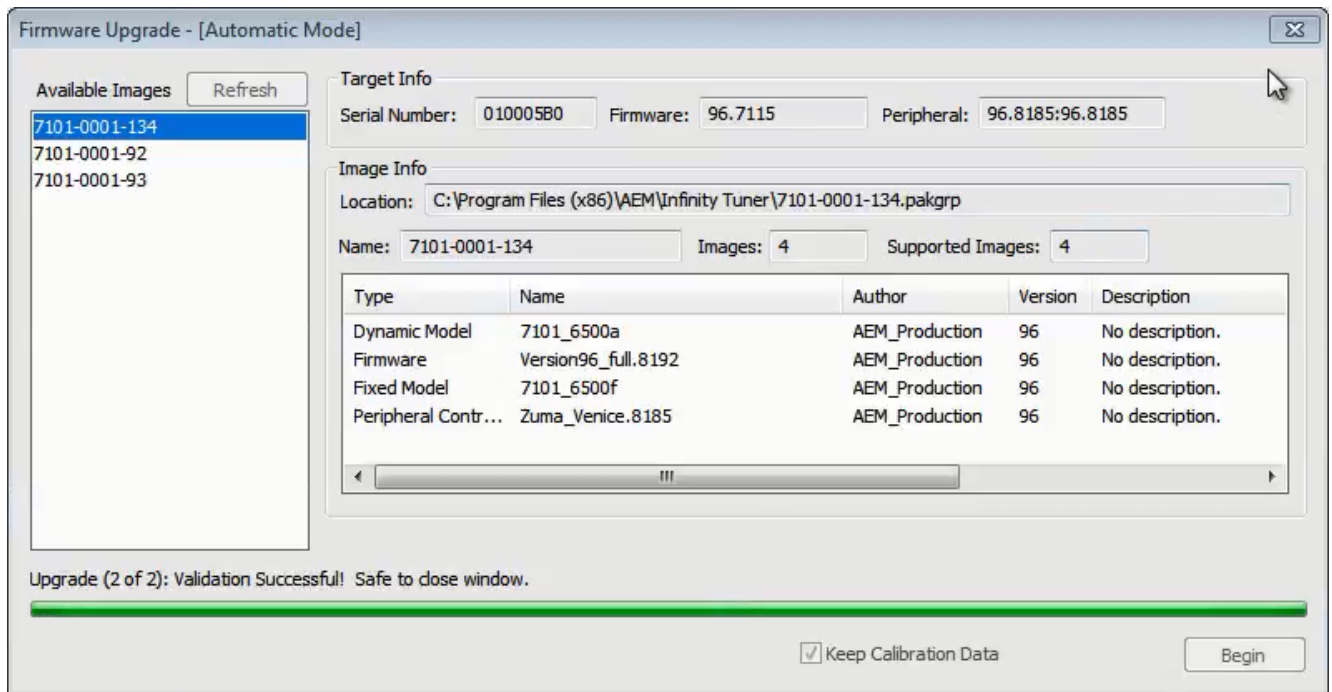 Firmware Upgrade - [Automatic Mode]
Available Images
Refresh
7101-0001-134
7101-0001-92
7101-0001-93
Target Info
Serial Number: 010005B0 Firmware: 96.7115 Peripheral: 96.8185:96.8185
Image Info
Location: C:\Program Files (x86)\AEM\Infinity Tuner\7101-0001-134.pakgrp
Name: 7101-0001-134 Images: 4 Supported Images: 4
Type Name Author Version Description
Dynamic Model 7101_6500a AEM_Production 96 No description.
Firmware Version96_full.8192 AEM_Production 96 No description.
Fixed Model 7101_6500f AEM_Production 96 No description.
Peripheral Contr... Zuma_Venice.8185 AEM_Production 96 No description.
Upgrade (2 of 2): Validation Successful! Safe to close window.
Keep Calibration Data
Begin